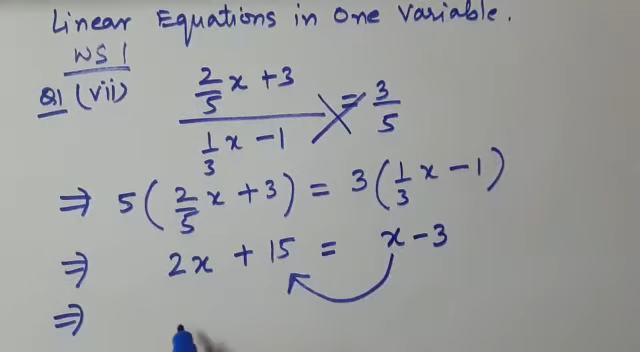 Linear Equations in One Variable.
WS 1
Q1 (vii) (2/5 x + 3)/(1/3 x - 1) = 3/5
⇒ 5(2/5 x + 3) = 3(1/3 x - 1)
⇒ 2x + 15 = x - 3
⇒